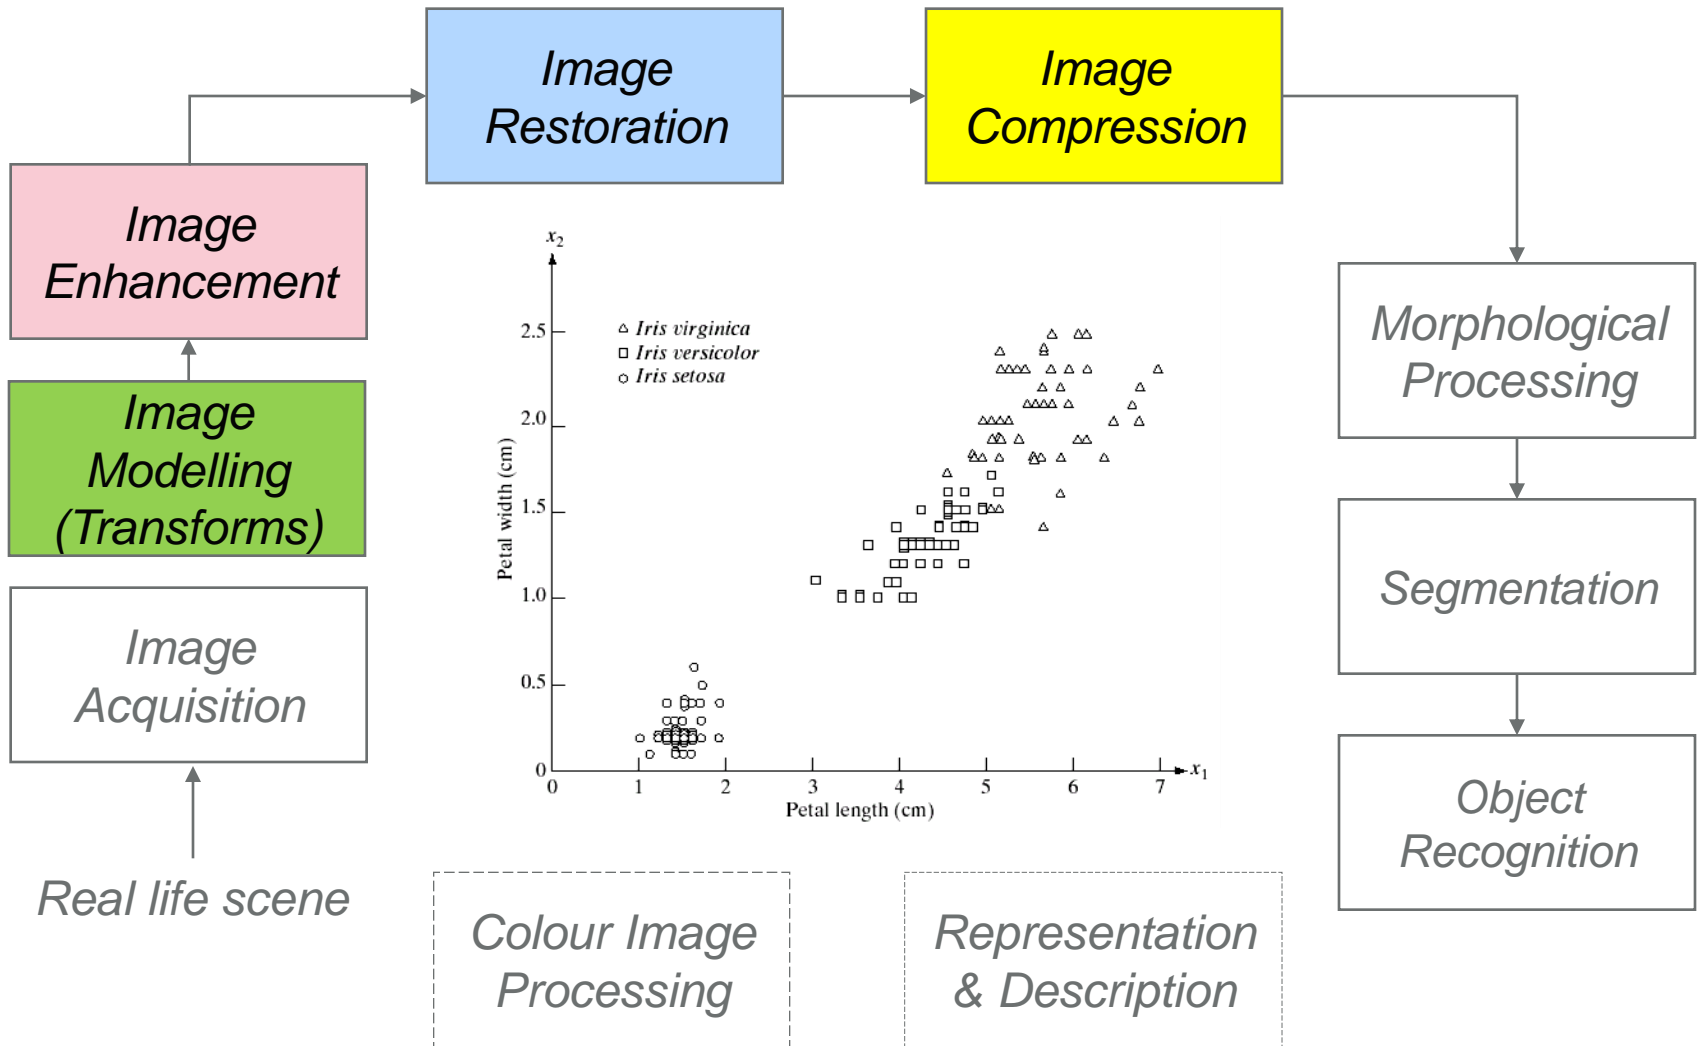 Image
Restoration
Image
Compression
Image
Enhancement
Image
Modelling
(Transforms)
Image
Acquisition
Real life scene
x2
2.5
2.0
1.5
1.0
0.5
0
Petal width (cm)
Iris virginica
Iris versicolor
Iris setosa
0 1 2 3 4 5 6 7
x1
Petal length (cm)
Morphological
Processing
Segmentation
Object
Recognition
Colour Image
Processing
Representation
& Description